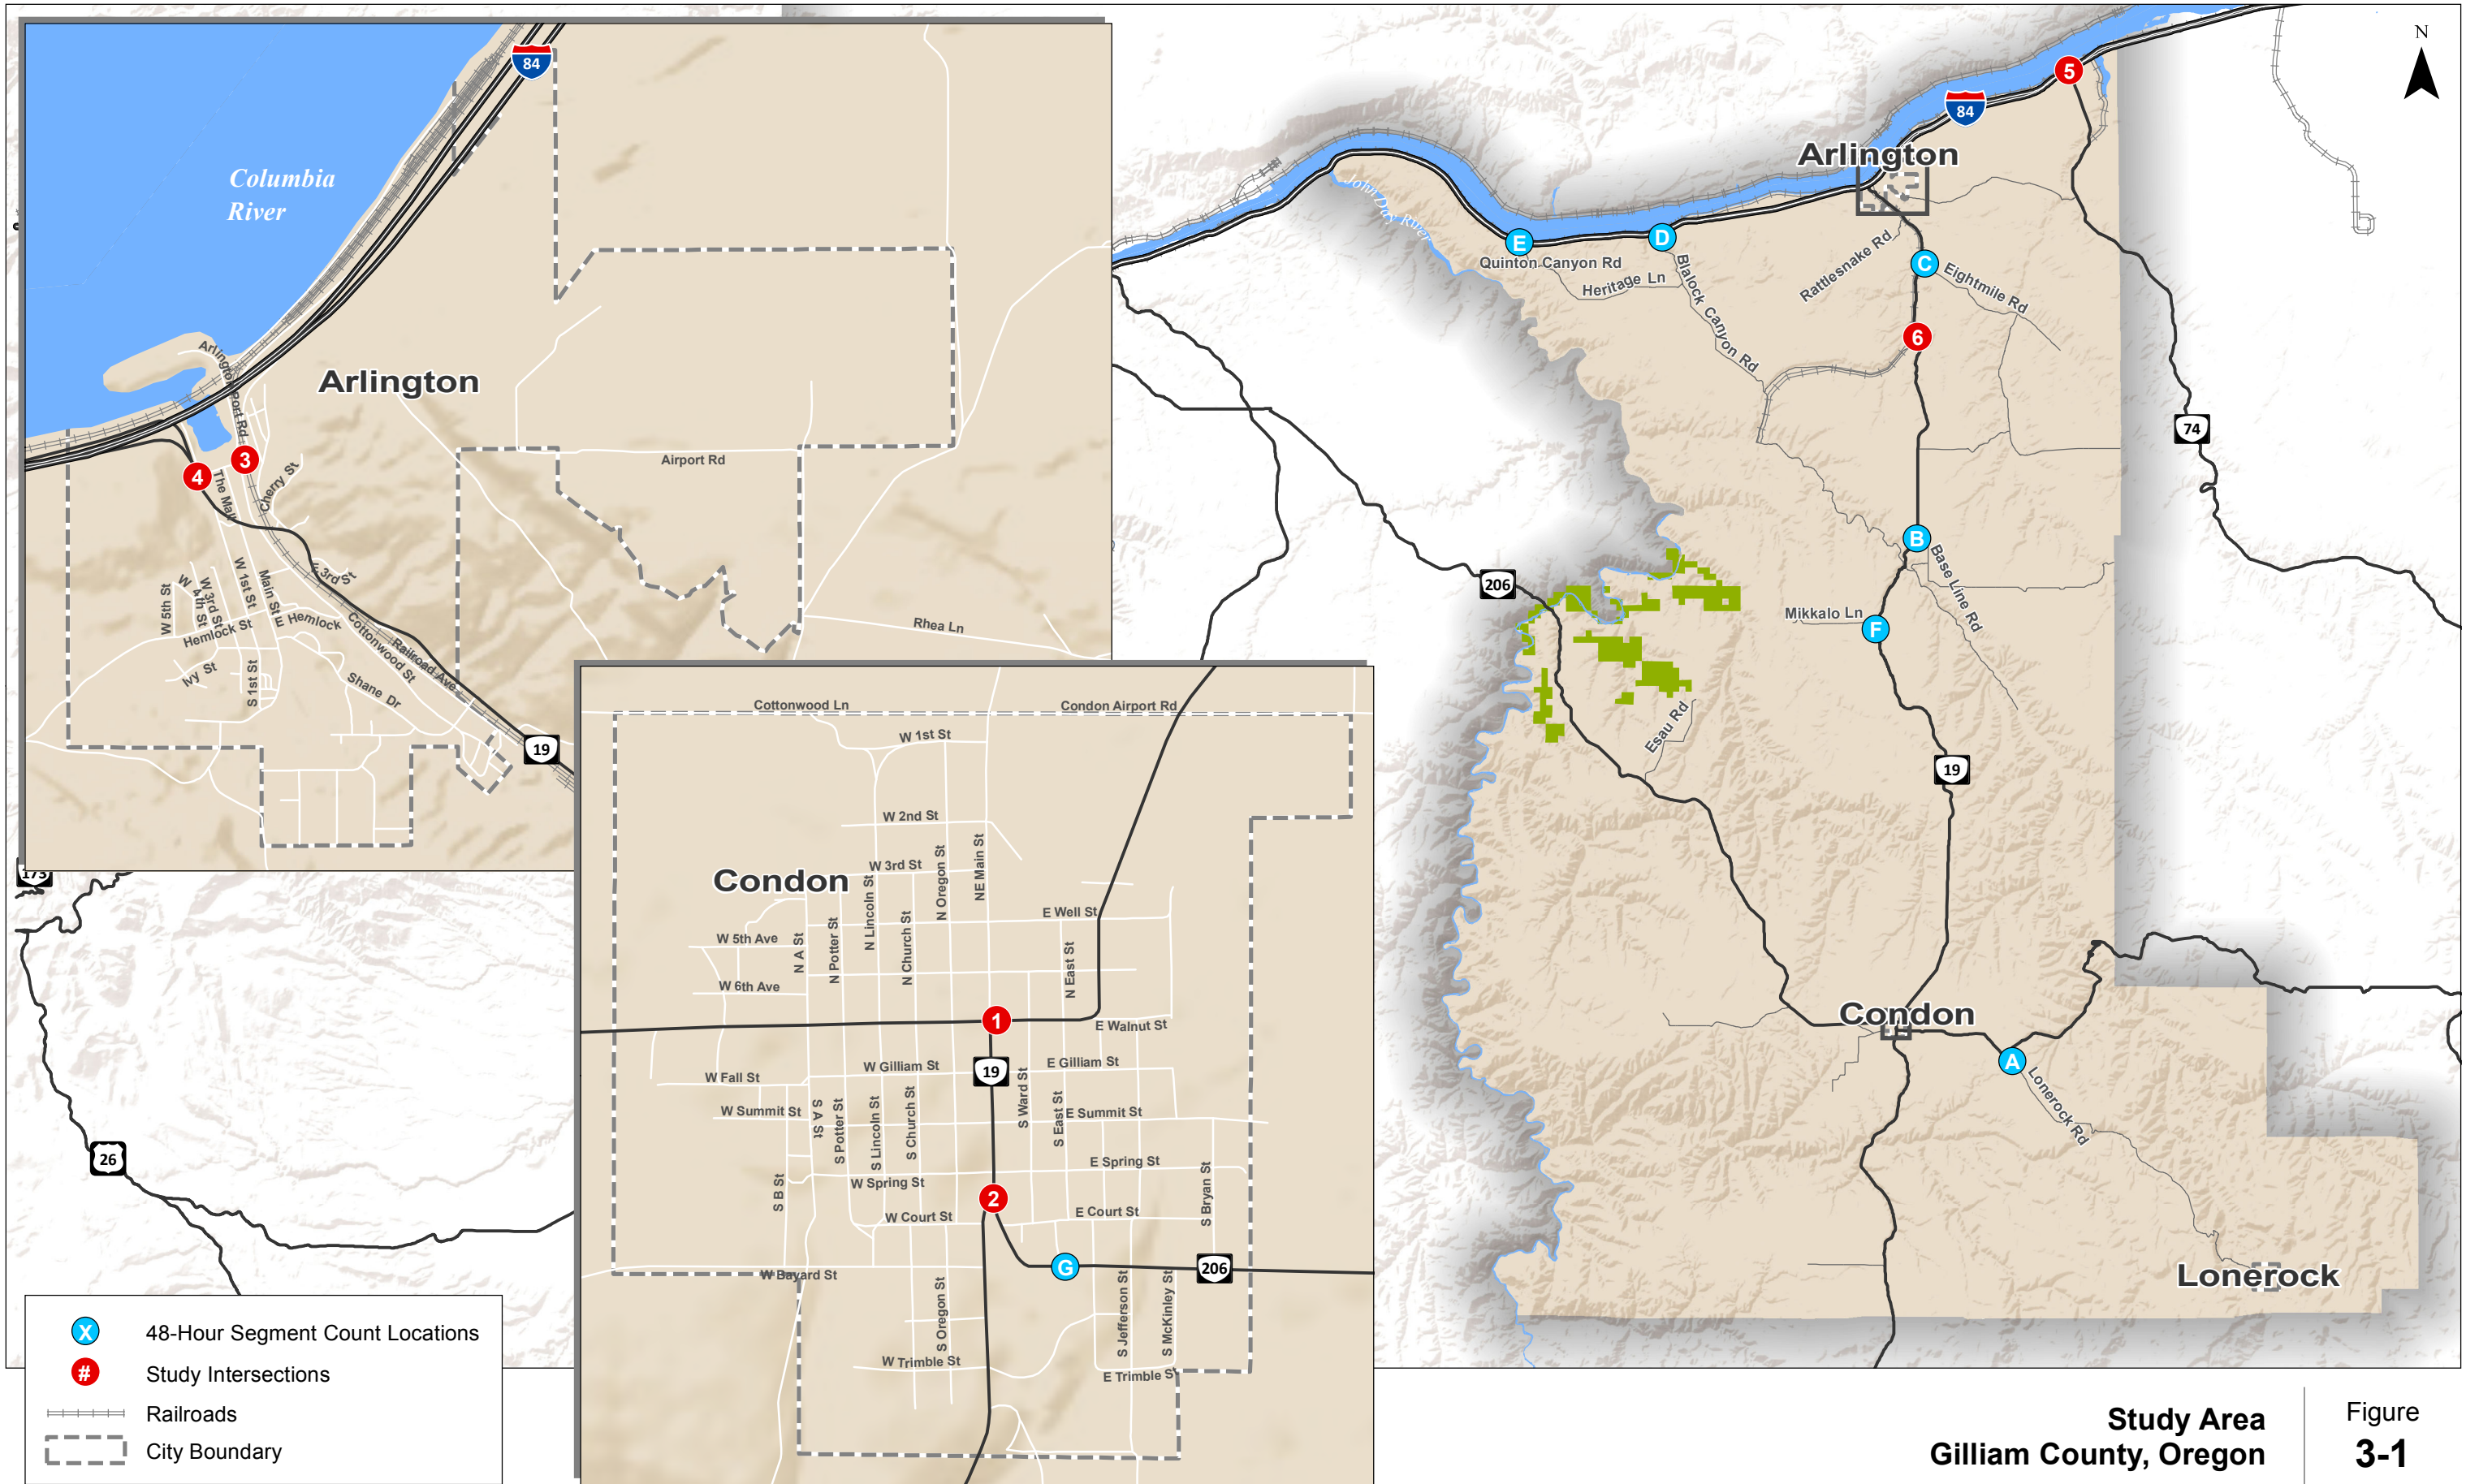 84
Columbia
River
Arlington Port Rd
Arlington
3
4
The Mall
Cherry St
Airport Rd
E 3rd St
W 5th St
W 4th St
W 3rd St
W 1st St
Main St
Hemlock St
E Hemlock
Cottonwood St
Railroad Ave
Rhea Ln
Ivy St
S 1st St
Shane Dr
19
Cottonwood Ln
Condon Airport Rd
W 1st St
W 2nd St
W 3rd St
Condon
N Lincoln St
N Oregon St
NE Main St
E Well St
W 5th Ave
N A St
N Potter St
N Church St
N East St
W 6th Ave
1
E Walnut St
W Gilliam St
E Gilliam St
W Fall St
19
S Ward St
W Summit St
S A St
S Potter St
S Lincoln St
S Church St
S East St
E Summit St
E Spring St
W Spring St
S B St
2
S Bryan St
W Court St
E Court St
G
206
W Bayard St
S Oregon St
S Jefferson St
S McKinley St
W Trimble St
E Trimble St
N
5
84
Arlington
John Day River
E
D
Quinton Canyon Rd
Heritage Ln
Blalock Canyon Rd
Rattlesnake Rd
C
Eightmile Rd
6
74
B
Base Line Rd
206
Mikkalo Ln
F
Esau Rd
19
Condon
A
Lonerock Rd
Lonerock
173
26
X
48-Hour Segment Count Locations
#
Study Intersections
Railroads
City Boundary
Study Area
Gilliam County, Oregon
Figure
3-1